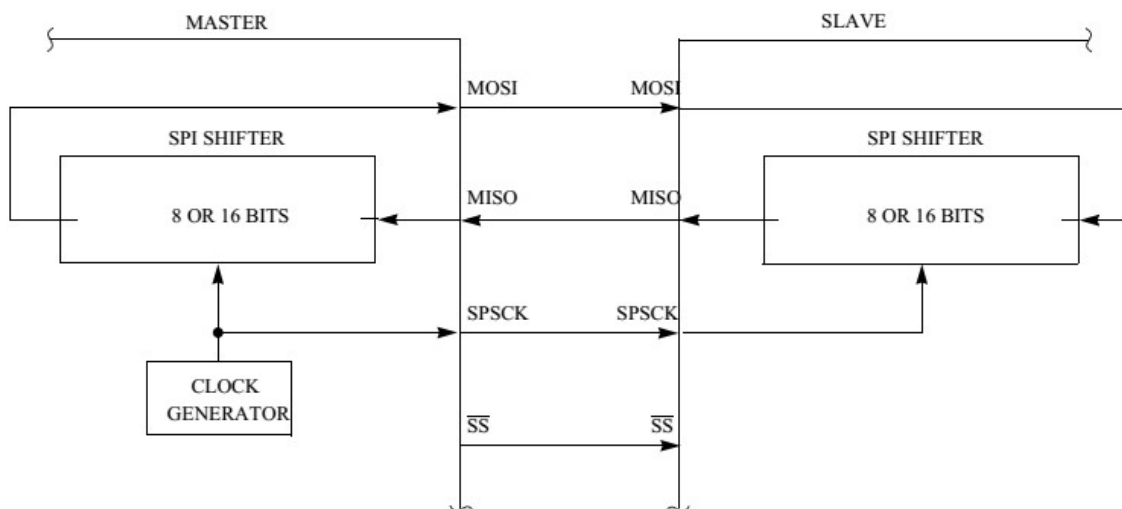 MASTER
SLAVE
MOSI
MOSI
SPI SHIFTER
SPI SHIFTER
8 OR 16 BITS
MISO
MISO
8 OR 16 BITS
SPSCK
SPSCK
CLOCK
GENERATOR
SS
SS